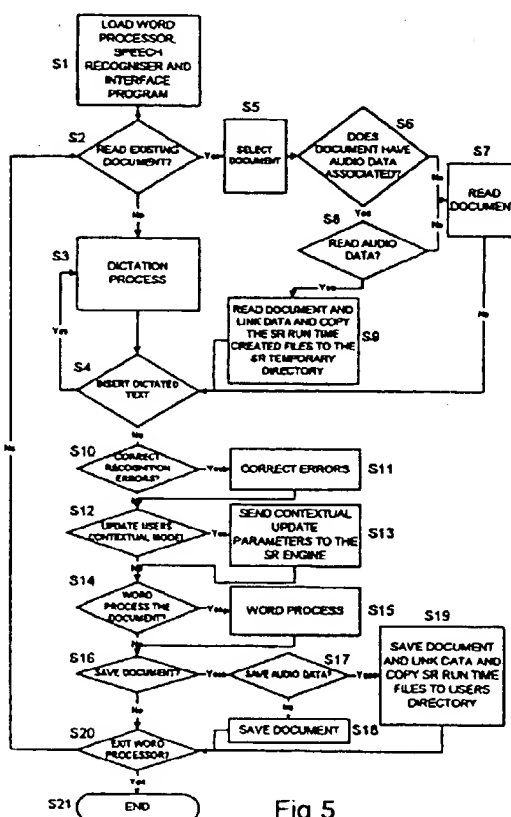 S1
LOAD WORD
PROCESSOR,
SPEECH
RECOGNISER AND
INTERFACE
PROGRAM
S2
READ EXISTING
DOCUMENT?
Yes
S5
SELECT
DOCUMENT
S6
DOES
DOCUMENT HAVE
AUDIO DATA
ASSOCIATED?
No
S7
READ
DOCUMENT
Yes
S8
READ AUDIO
DATA?
No
Yes
No
S3
DICTATION
PROCESS
Yes
S9
READ DOCUMENT AND
LINK DATA AND COPY
THE SR RUN TIME
CREATED FILES TO THE
SR TEMPORARY
DIRECTORY
No
S4
INSERT DICTATED
TEXT
No
No
S10
CORRECT
RECOGNITION
ERRORS?
Yes
CORRECT ERRORS
S11
No
S12
UPDATE USERS
CONTEXTUAL MODEL
Yes
SEND CONTEXTUAL
UPDATE
PARAMETERS TO THE
SR ENGINE
S13
No
S14
WORD
PROCESS THE
DOCUMENT?
Yes
WORD PROCESS
S15
No
S16
SAVE DOCUMENT?
Yes
S17
SAVE AUDIO DATA?
Yes
S19
SAVE DOCUMENT
AND LINK DATA AND
COPY SR RUN TIME
FILES TO USERS
DIRECTORY
No
No
SAVE DOCUMENT
S18
S20
EXIT WORD
PROCESSOR?
Yes
S21
END
Fig 5